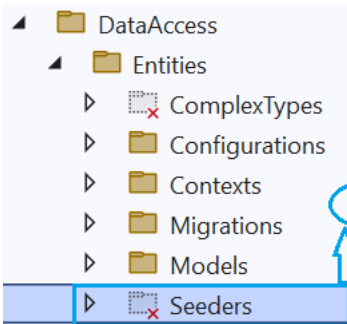 DataAccess
Entities
ComplexTypes
Configurations
Contexts
Migrations
Models
Seeders